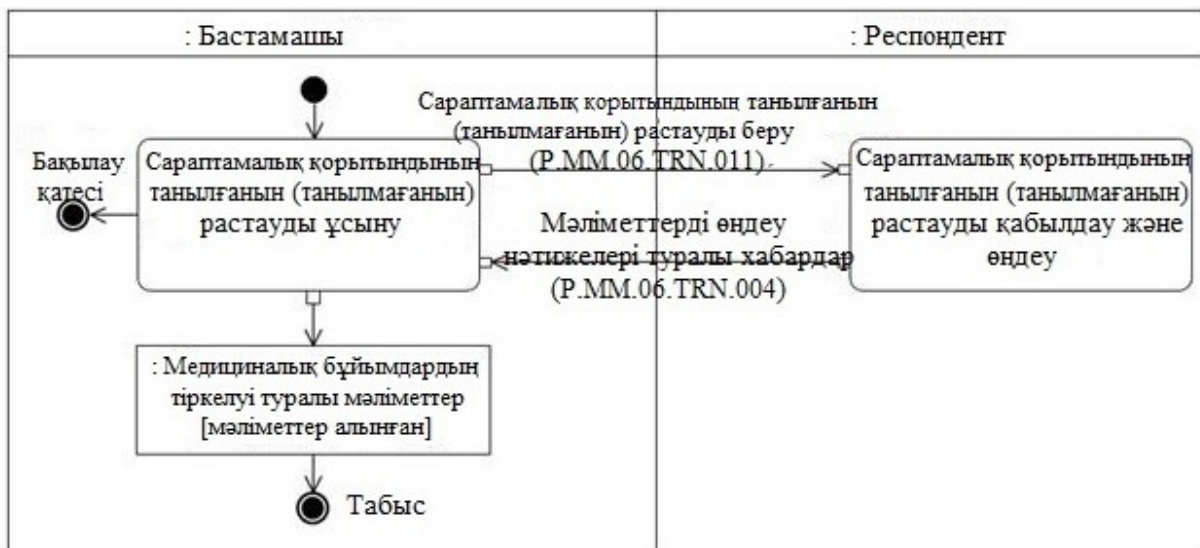 : Бастамашы
: Респондент
Сараптамалық қорытындының танылғанын
(танылмағанын) растауды беру
(P.MM.06.TRN.011)
Бақылау
қатесі
Сараптамалық қорытындының
танылғанын (танылмағанын)
растауды ұсыну
Сараптамалық қорытындының
танылғанын (танылмағанын)
растауды қабылдау және
өңдеу
Мәліметтерді өңдеу
нәтижелері туралы хабардар
(P.MM.06.TRN.004)
: Медициналық бұйымдардың
тіркелуі туралы мәліметтер
[мәліметтер алынған]
Табыс